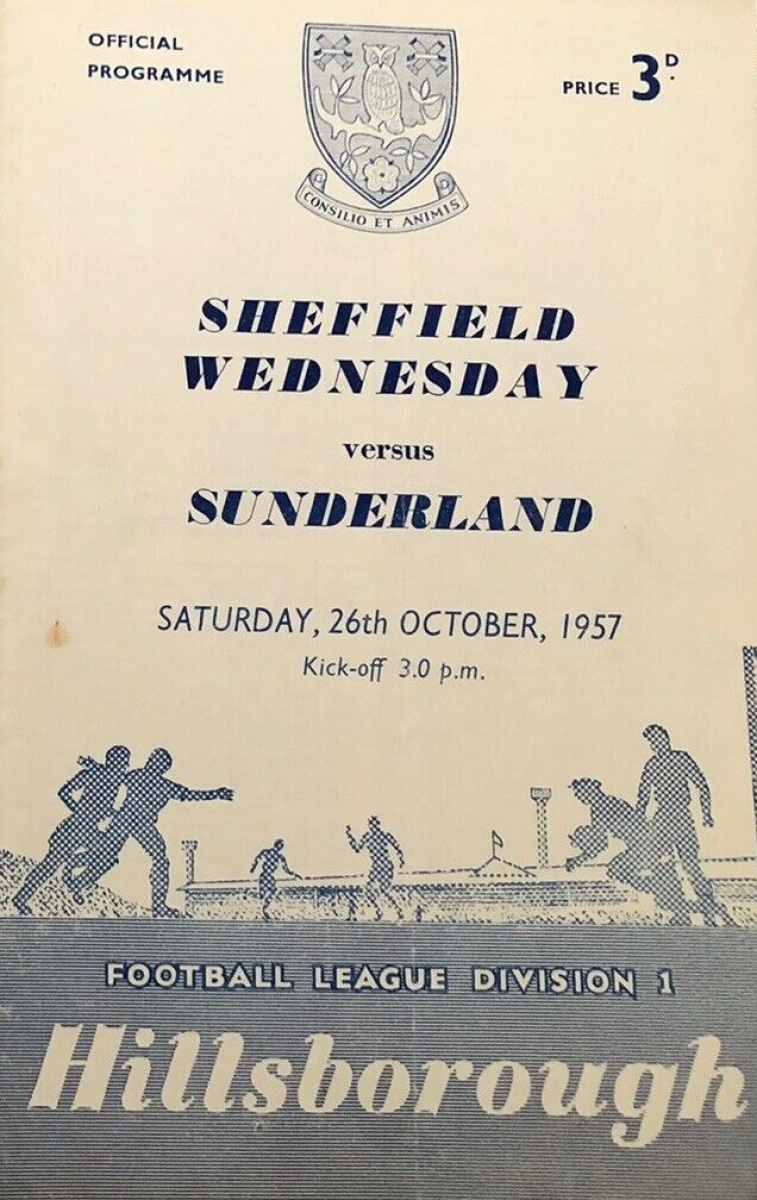 OFFICIAL
PROGRAMME
PRICE 3D.
CONSILIO ET ANIMIS
SHEFFIELD
WEDNESDAY
versus
SUNDERLAND
SATURDAY, 26th OCTOBER, 1957
Kick-off 3.0 p.m.
FOOTBALL LEAGUE DIVISION 1
Hillsborough